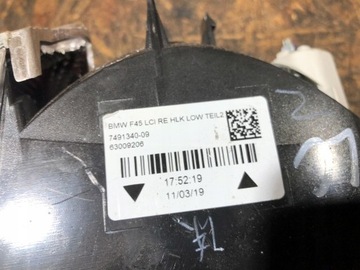 BMW F45 LCI RE HLK LOW TEIL2
7491340-09
63009206
17:52:19
11/03/19